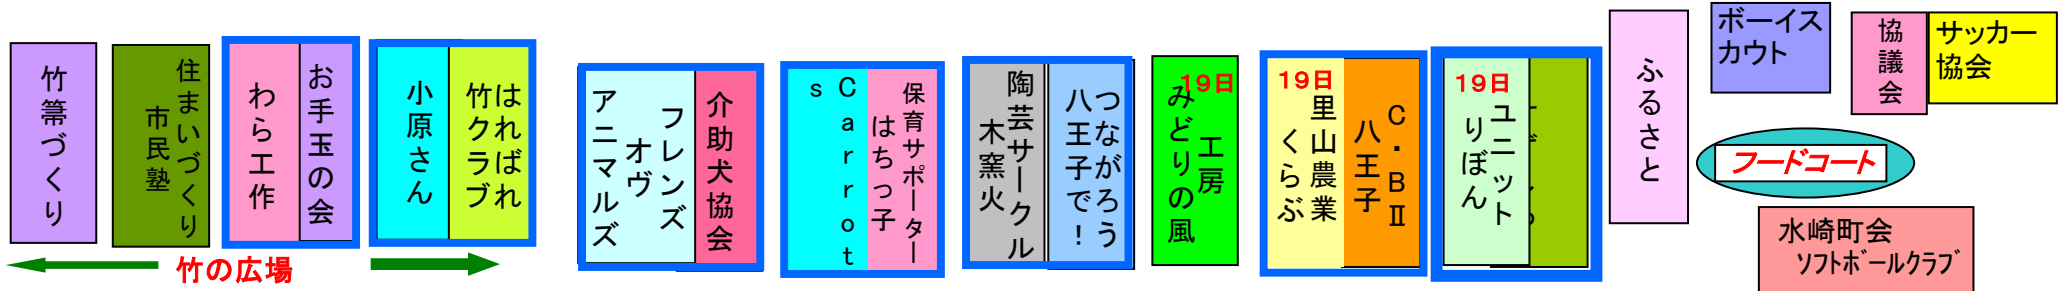 竹箒づくり
住まいづくり
市民塾
わら工作
お手玉の会
小原さん
はればれ
竹クラブ
竹の広場
フレンズ
オヴ
アニマルズ
介助犬協会
Carrots
保育サポーター
はちっ子
陶芸サークル
木窯火
つながろう
八王子で!
19日
みどりの風
工房
19日
里山農業
くらぶ
C・BⅡ
八王子
19日
ユニット
りぼん
ふるさと
ボーイス
カウト
協議会
サッカー
協会
フードコート
水崎町会
ソフトボールクラブ